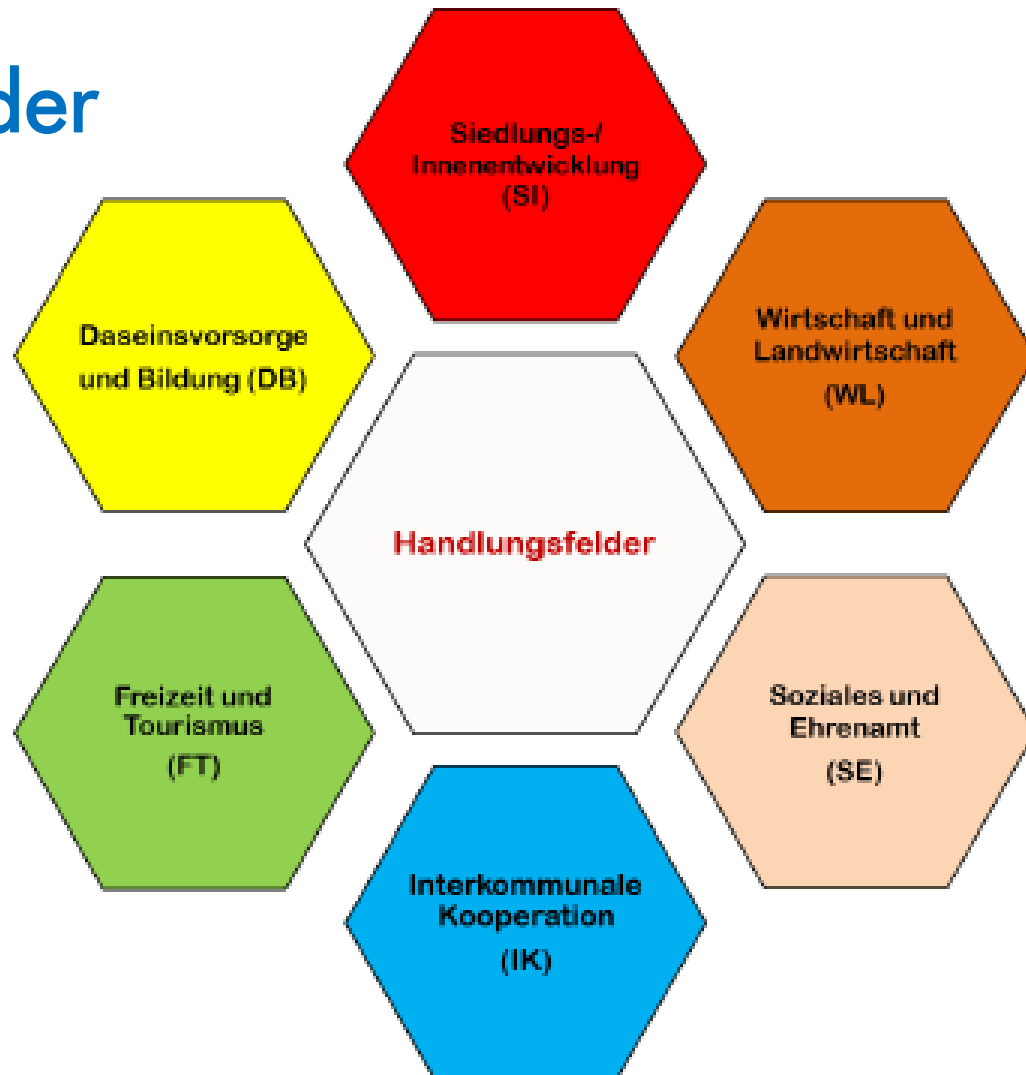 der
Siedlungs-/
Innenentwicklung
(SI)
Daseinsvorsorge
und Bildung (DB)
Wirtschaft und
Landwirtschaft
(WL)
Handlungsfelder
Freizeit und
Tourismus
(FT)
Soziales und
Ehrenamt
(SE)
Interkommunale
Kooperation
(IK)